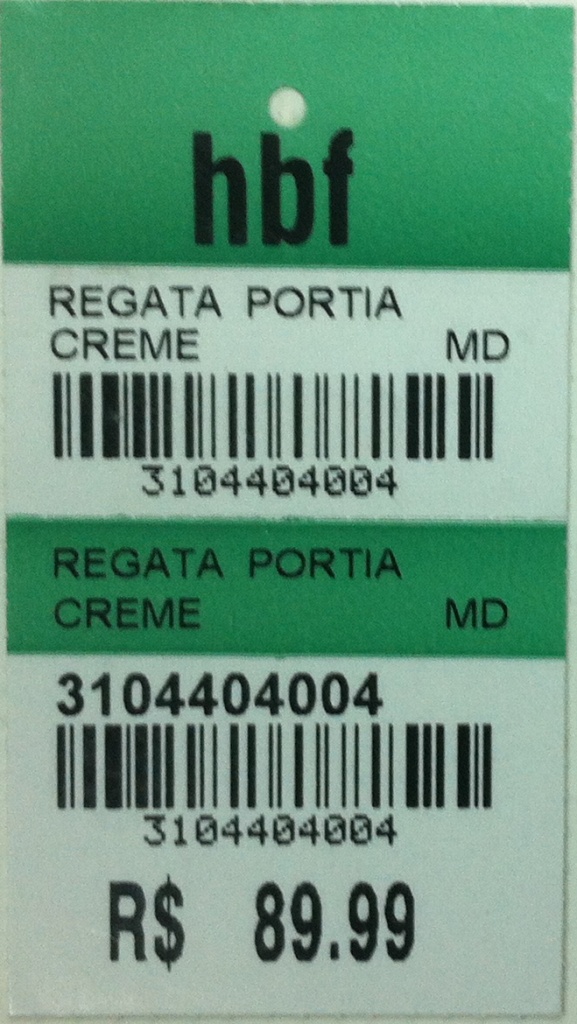 hbf
REGATA PORTIA
CREME MD
3104404004
REGATA PORTIA
CREME MD
3104404004
3104404004
R$ 89.99